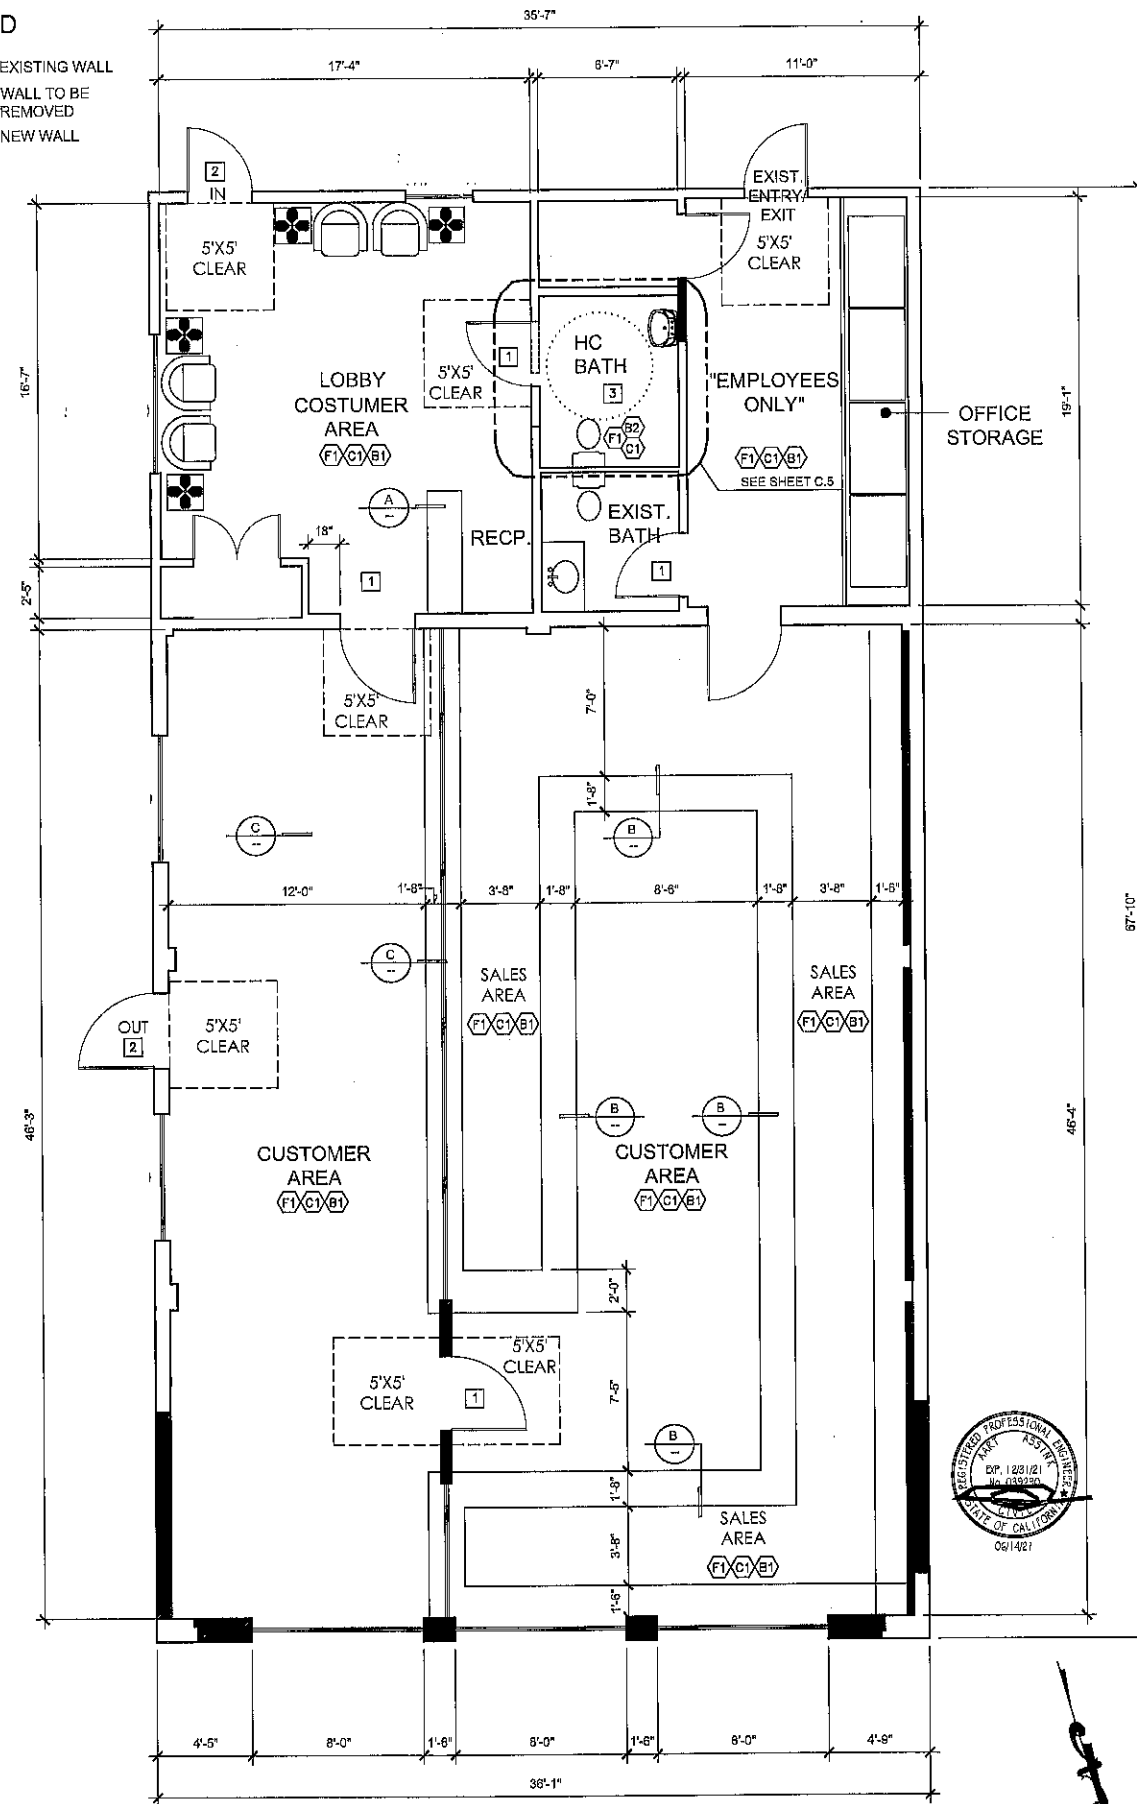 D
EXISTING WALL
WALL TO BE
REMOVED
NEW WALL
35'-7"
17'-4"
6'-7"
11'-0"
2
IN
EXIST.
ENTRY/
EXIT
5'X5'
CLEAR
5'X5'
CLEAR
16'-7"
2'-5"
LOBBY
COSTUMER
AREA
F1 C1 B1
5'X5'
CLEAR
1
HC
BATH
3
F1 B2
C1
"EMPLOYEES
ONLY"
F1 C1 B1
SEE SHEET C.5
OFFICE
STORAGE
19'-1"
A
--
RECP.
EXIST.
BATH
1
18"
1
5'X5'
CLEAR
7'-0"
1'-8"
C
--
B
--
12'-0"
1'-8"
3'-8"
1'-8"
8'-6"
1'-8"
3'-8"
1'-6"
67'-10"
C
--
SALES
AREA
F1 C1 B1
SALES
AREA
F1 C1 B1
OUT
2
5'X5'
CLEAR
46'-3"
46'-4"
B
--
B
--
CUSTOMER
AREA
F1 C1 B1
CUSTOMER
AREA
F1 C1 B1
2'-0"
5'X5'
CLEAR
5'X5'
CLEAR
1
7'-6"
B
--
1'-8"
3'-8"
1'-6"
SALES
AREA
F1 C1 B1
REGISTERED PROFESSIONAL ENGINEER
AART ASSINK
EXP. 12/31/21
No. 039230
CIVIL
STATE OF CALIFORNIA
06/14/21
4'-5"
8'-0"
1'-6"
8'-0"
1'-6"
8'-0"
4'-9"
36'-1"